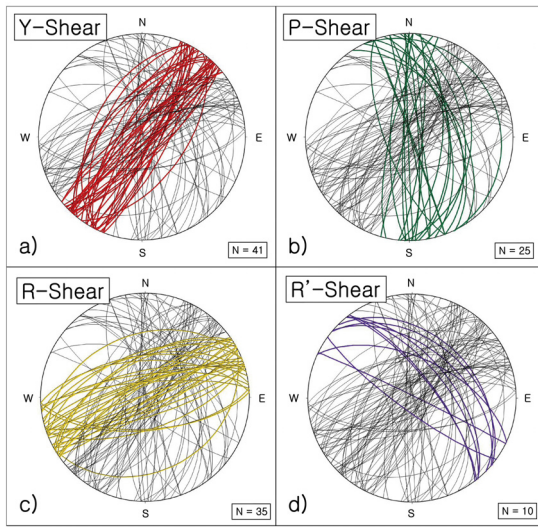 Y-Shear
N
W
E
S
a)
N = 41
P-Shear
N
W
E
S
b)
N = 25
R-Shear
N
W
E
S
c)
N = 35
R'-Shear
N
W
E
S
d)
N = 10